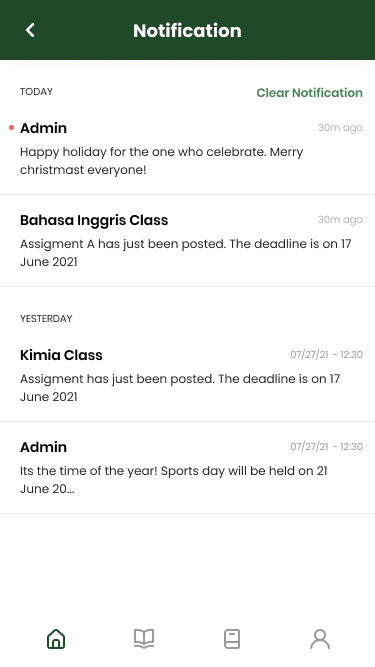 Notification
TODAY
Clear Notification
Admin
30m ago
Happy holiday for the one who celebrate. Merry
christmast everyone!
Bahasa Inggris Class
30m ago
Assigment A has just been posted. The deadline is on 17
June 2021
YESTERDAY
Kimia Class
07/27/21 - 12:30
Assigment has just been posted. The deadline is on 17
June 2021
Admin
07/27/21 - 12:30
Its the time of the year! Sports day will be held on 21
June 20...